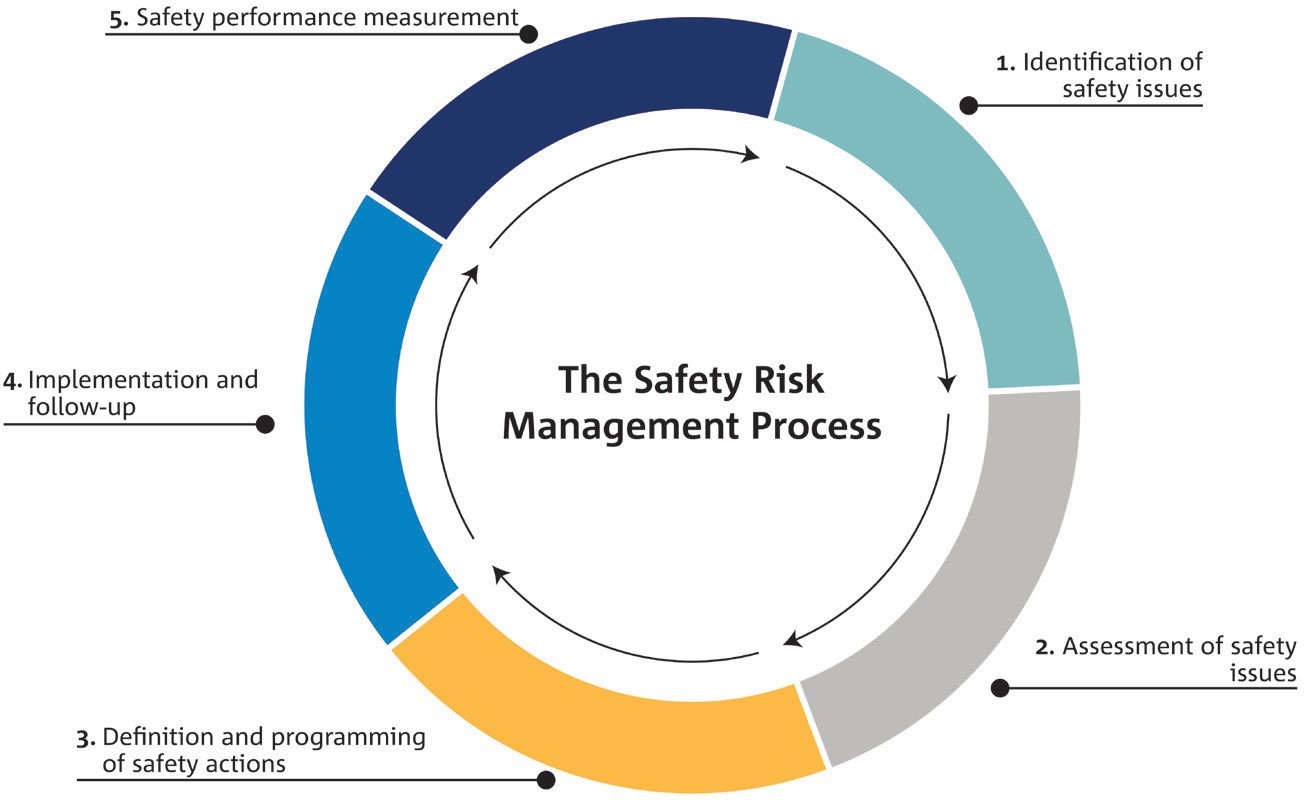 5. Safety performance measurement
1. Identification of
safety issues
The Safety Risk
Management Process
4. Implementation and
follow-up
2. Assessment of safety
issues
3. Definition and programming
of safety actions